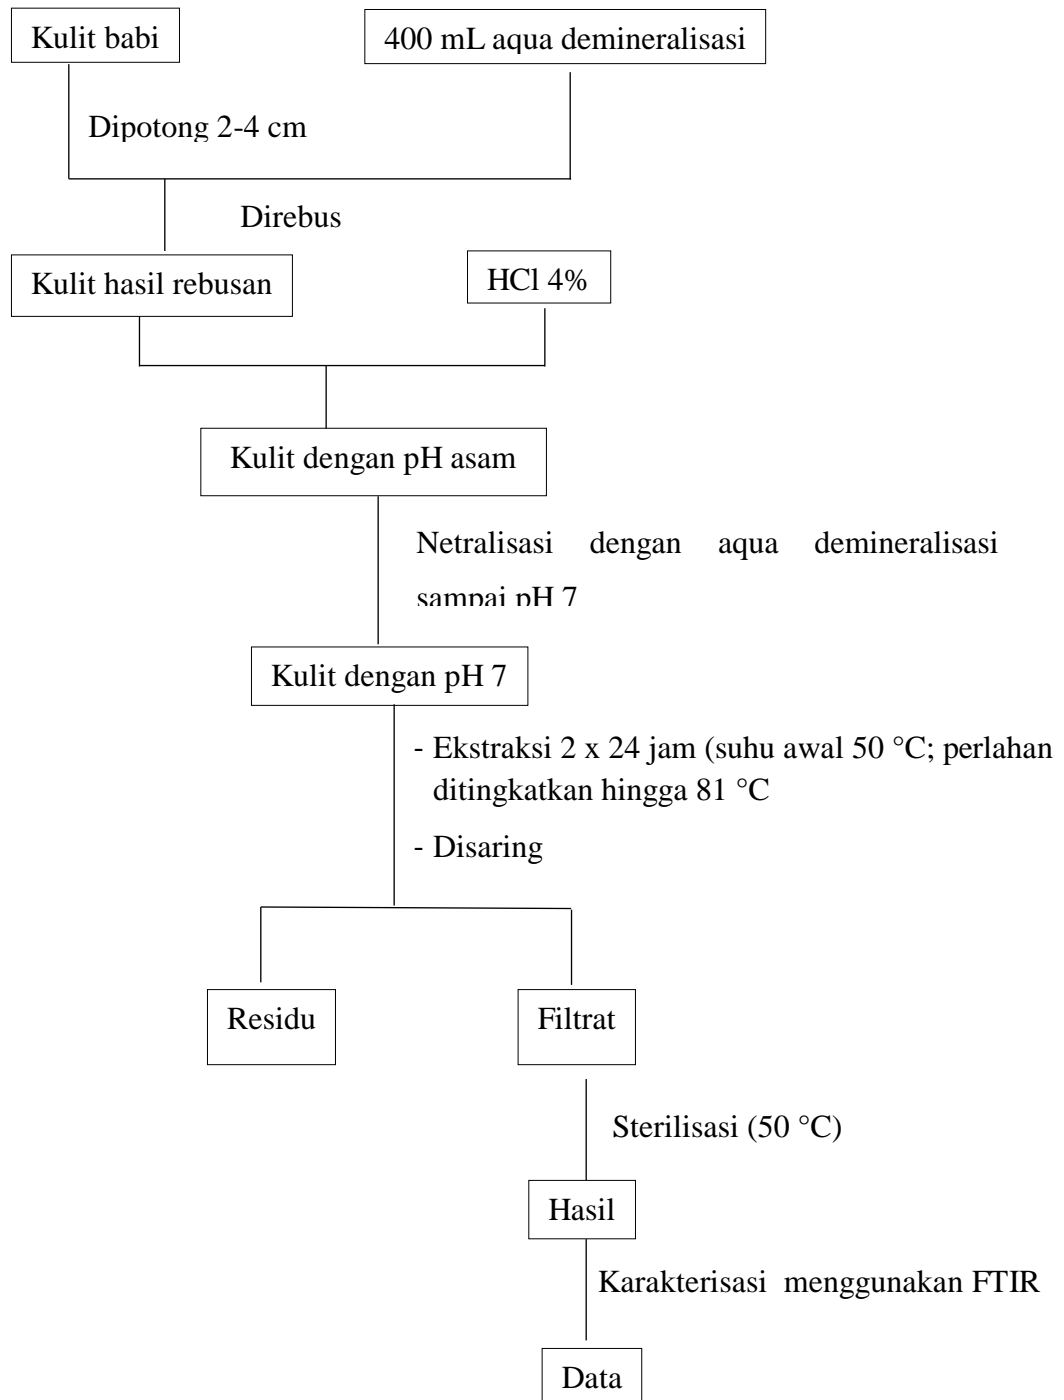 Kulit babi
400 mL aqua demineralisasi
Dipotong 2-4 cm
Direbus
Kulit hasil rebusan
HCl 4%
Kulit dengan pH asam
Netralisasi dengan aqua demineralisasi
sampai pH 7
Kulit dengan pH 7
- Ekstraksi 2 x 24 jam (suhu awal 50 °C; perlahan
ditingkatkan hingga 81 °C
- Disaring
Residu
Filtrat
Sterilisasi (50 °C)
Hasil
Karakterisasi menggunakan FTIR
Data